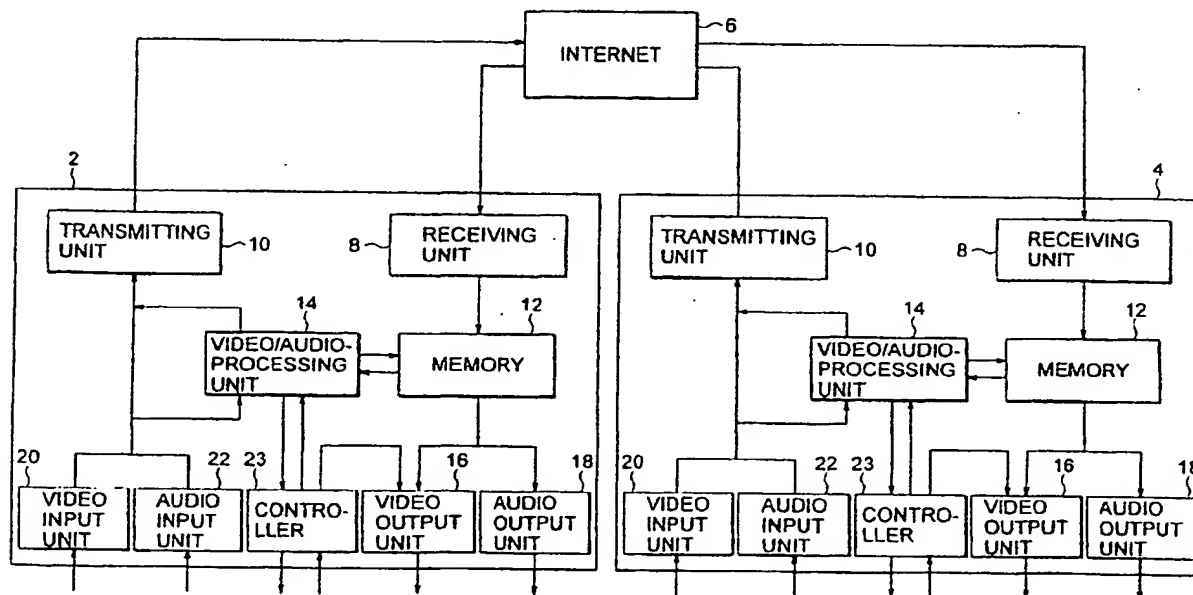 6
INTERNET
2
4
TRANSMITTING
UNIT
10
8
RECEIVING
UNIT
TRANSMITTING
UNIT
10
8
RECEIVING
UNIT
14
VIDEO/AUDIO-
PROCESSING
UNIT
12
MEMORY
14
VIDEO/AUDIO-
PROCESSING
UNIT
12
MEMORY
20
VIDEO
INPUT
UNIT
22
AUDIO
INPUT
UNIT
23
CONTRO-
LLER
16
VIDEO
OUTPUT
UNIT
18
AUDIO
OUTPUT
UNIT
20
VIDEO
INPUT
UNIT
22
AUDIO
INPUT
UNIT
23
CONTRO-
LLER
16
VIDEO
OUTPUT
UNIT
18
AUDIO
OUTPUT
UNIT